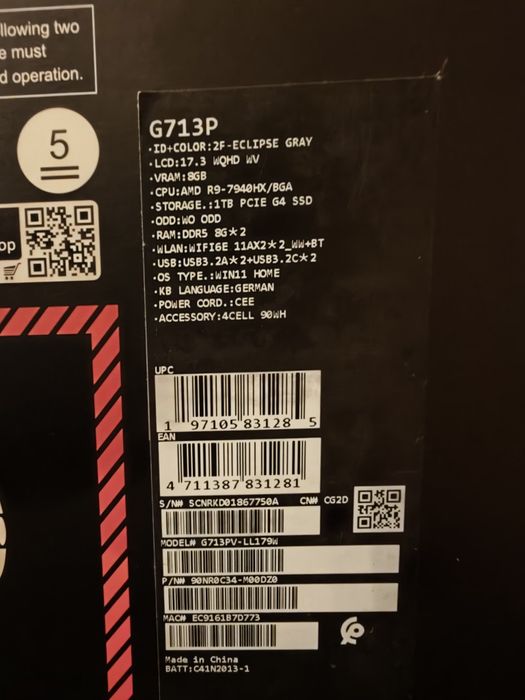 llowing two
e must
d operation.
5
op
G713P
·ID+COLOR:2F-ECLIPSE GRAY
·LCD:17.3 WQHD WV
·VRAM:8GB
·CPU:AMD R9-7940HX/BGA
·STORAGE.:1TB PCIE G4 SSD
·ODD:WO ODD
·RAM:DDR5 8G*2
·WLAN:WIFI6E 11AX2*2_WW+BT
·USB:USB3.2A*2+USB3.2C*2
·OS TYPE.:WIN11 HOME
·KB LANGUAGE:GERMAN
·POWER CORD.:CEE
·ACCESSORY:4CELL 90WH
UPC
1 97105 83128 5
EAN
4 711387 831281
S/N# SCNRKD01867750A CN# CG2D
MODEL# G713PV-LL179W
P/N# 90NR0C34-M00DZ0
MAC# EC9161B7D773
Made in China
BATT:C41N2013-1